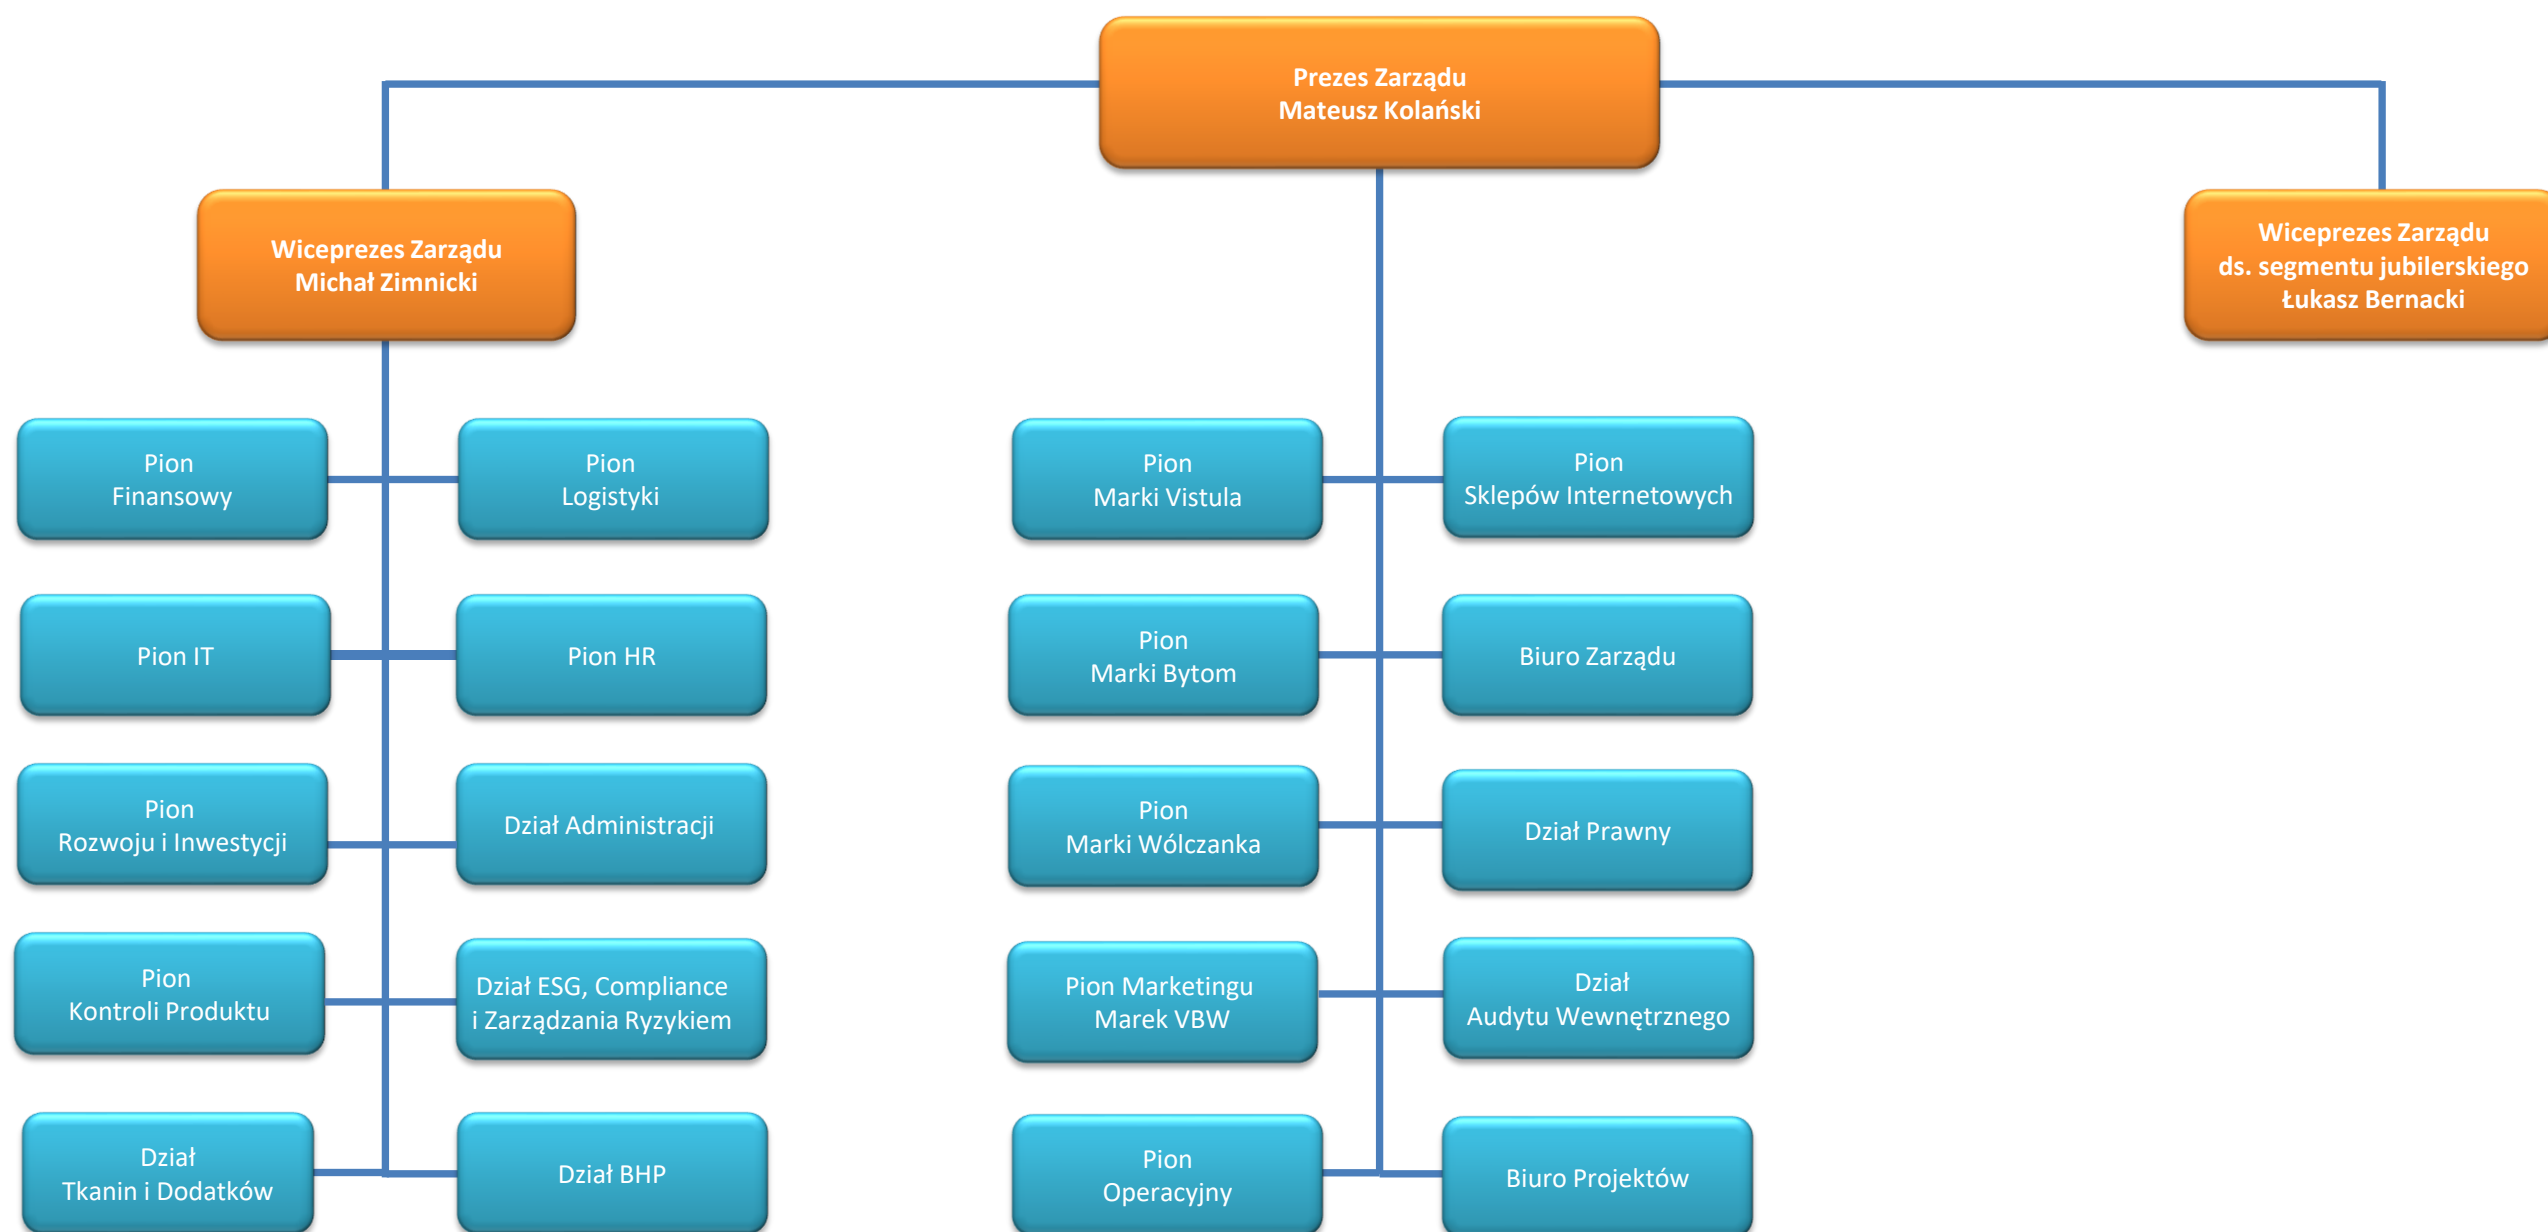 Prezes Zarządu
Mateusz Kolański
Wiceprezes Zarządu
Michał Zimnicki
Wiceprezes Zarządu
ds. segmentu jubilerskiego
Łukasz Bernacki
Pion
Finansowy
Pion
Logistyki
Pion
Marki Vistula
Pion
Sklepów Internetowych
Pion IT
Pion HR
Pion
Marki Bytom
Biuro Zarządu
Pion
Rozwoju i Inwestycji
Dział Administracji
Pion
Marki Wólczanka
Dział Prawny
Pion
Kontroli Produktu
Dział ESG, Compliance
i Zarządzania Ryzykiem
Pion Marketingu
Marek VBW
Dział
Audytu Wewnętrznego
Dział
Tkanin i Dodatków
Dział BHP
Pion
Operacyjny
Biuro Projektów